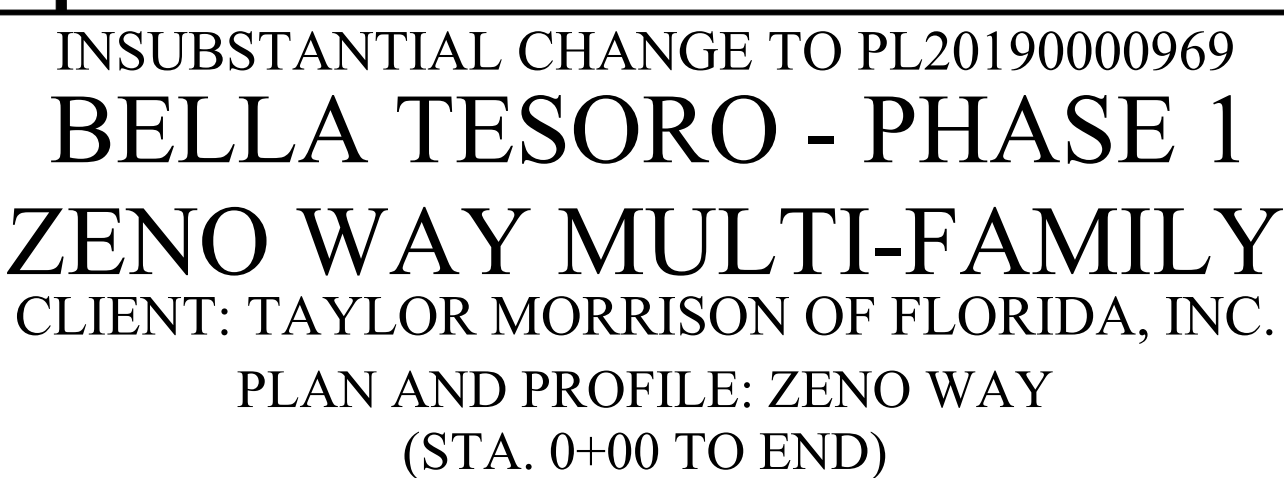 INSUBSTANTIAL CHANGE TO PL20190000969
BELLA TESORO - PHASE 1
ZENO WAY MULTI-FAMILY
CLIENT: TAYLOR MORRISON OF FLORIDA, INC.
PLAN AND PROFILE: ZENO WAY
(STA. 0+00 TO END)